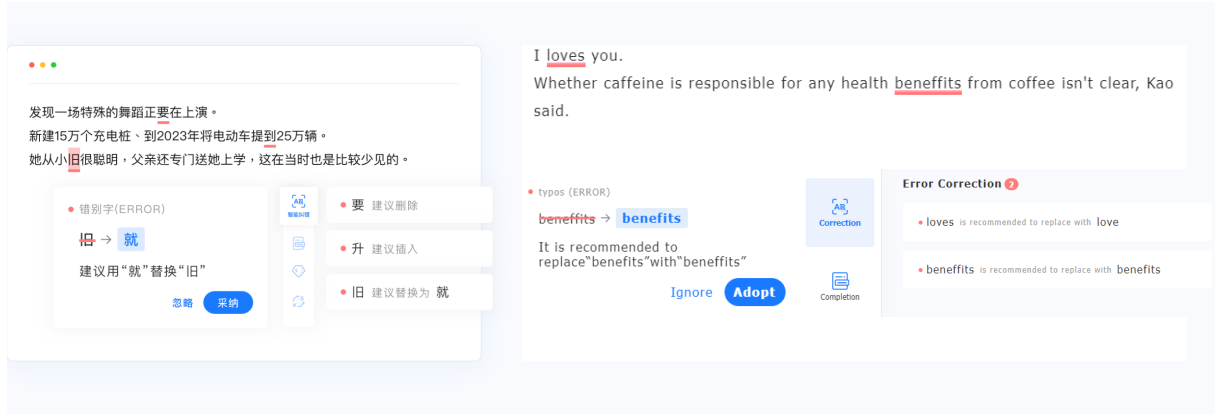 发现一场特殊的舞蹈正要在上演。
新建15万个充电桩、到2023年将电动车提到25万辆。
她从小旧很聪明，父亲还专门送她上学，这在当时也是比较少见的。
错别字(ERROR)
旧 → 就
建议用“就”替换“旧”
忽略 采纳
智能纠错
要 建议删除
升 建议插入
旧 建议替换为 就
I loves you.
Whether caffeine is responsible for any health beneffits from coffee isn't clear, Kao
said.
typos (ERROR)
beneffits → benefits
It is recommended to
replace“benefits”with“beneffits”
Ignore Adopt
Correction
Completion
Error Correction 2
loves is recommended to replace with love
beneffits is recommended to replace with benefits